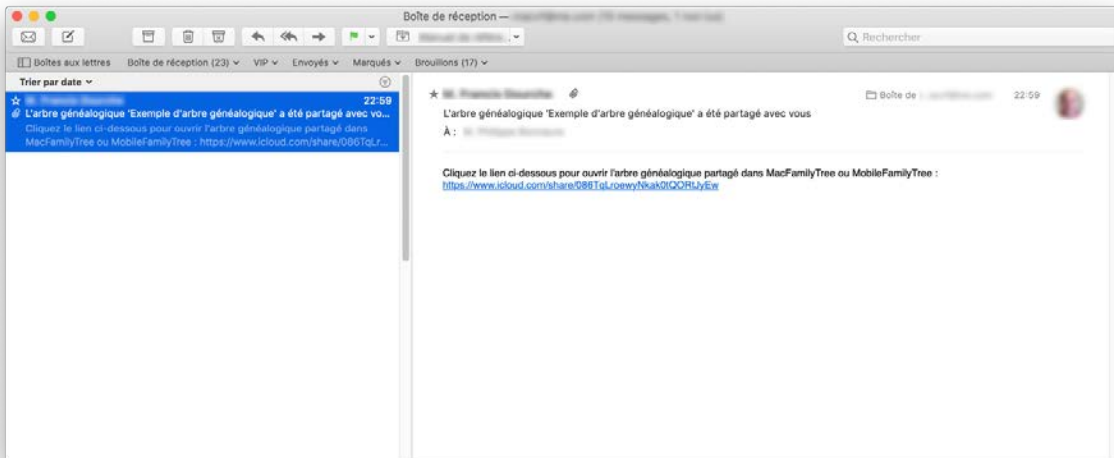 Boîte de réception —
Rechercher
Boîtes aux lettres Boîte de réception (23) VIP Envoyés Marqués Brouillons (17)
Trier par date
22:59
L'arbre généalogique 'Exemple d'arbre généalogique' a été partagé avec vo...
Cliquez le lien ci-dessous pour ouvrir l'arbre généalogique partagé dans
MacFamilyTree ou MobileFamilyTree : https://www.icloud.com/share/086TqLr...
Boîte de
22:59
L'arbre généalogique 'Exemple d'arbre généalogique' a été partagé avec vous
À :
Cliquez le lien ci-dessous pour ouvrir l'arbre généalogique partagé dans MacFamilyTree ou MobileFamilyTree :
https://www.icloud.com/share/086TqLroewyNkak0tQORtJyEw